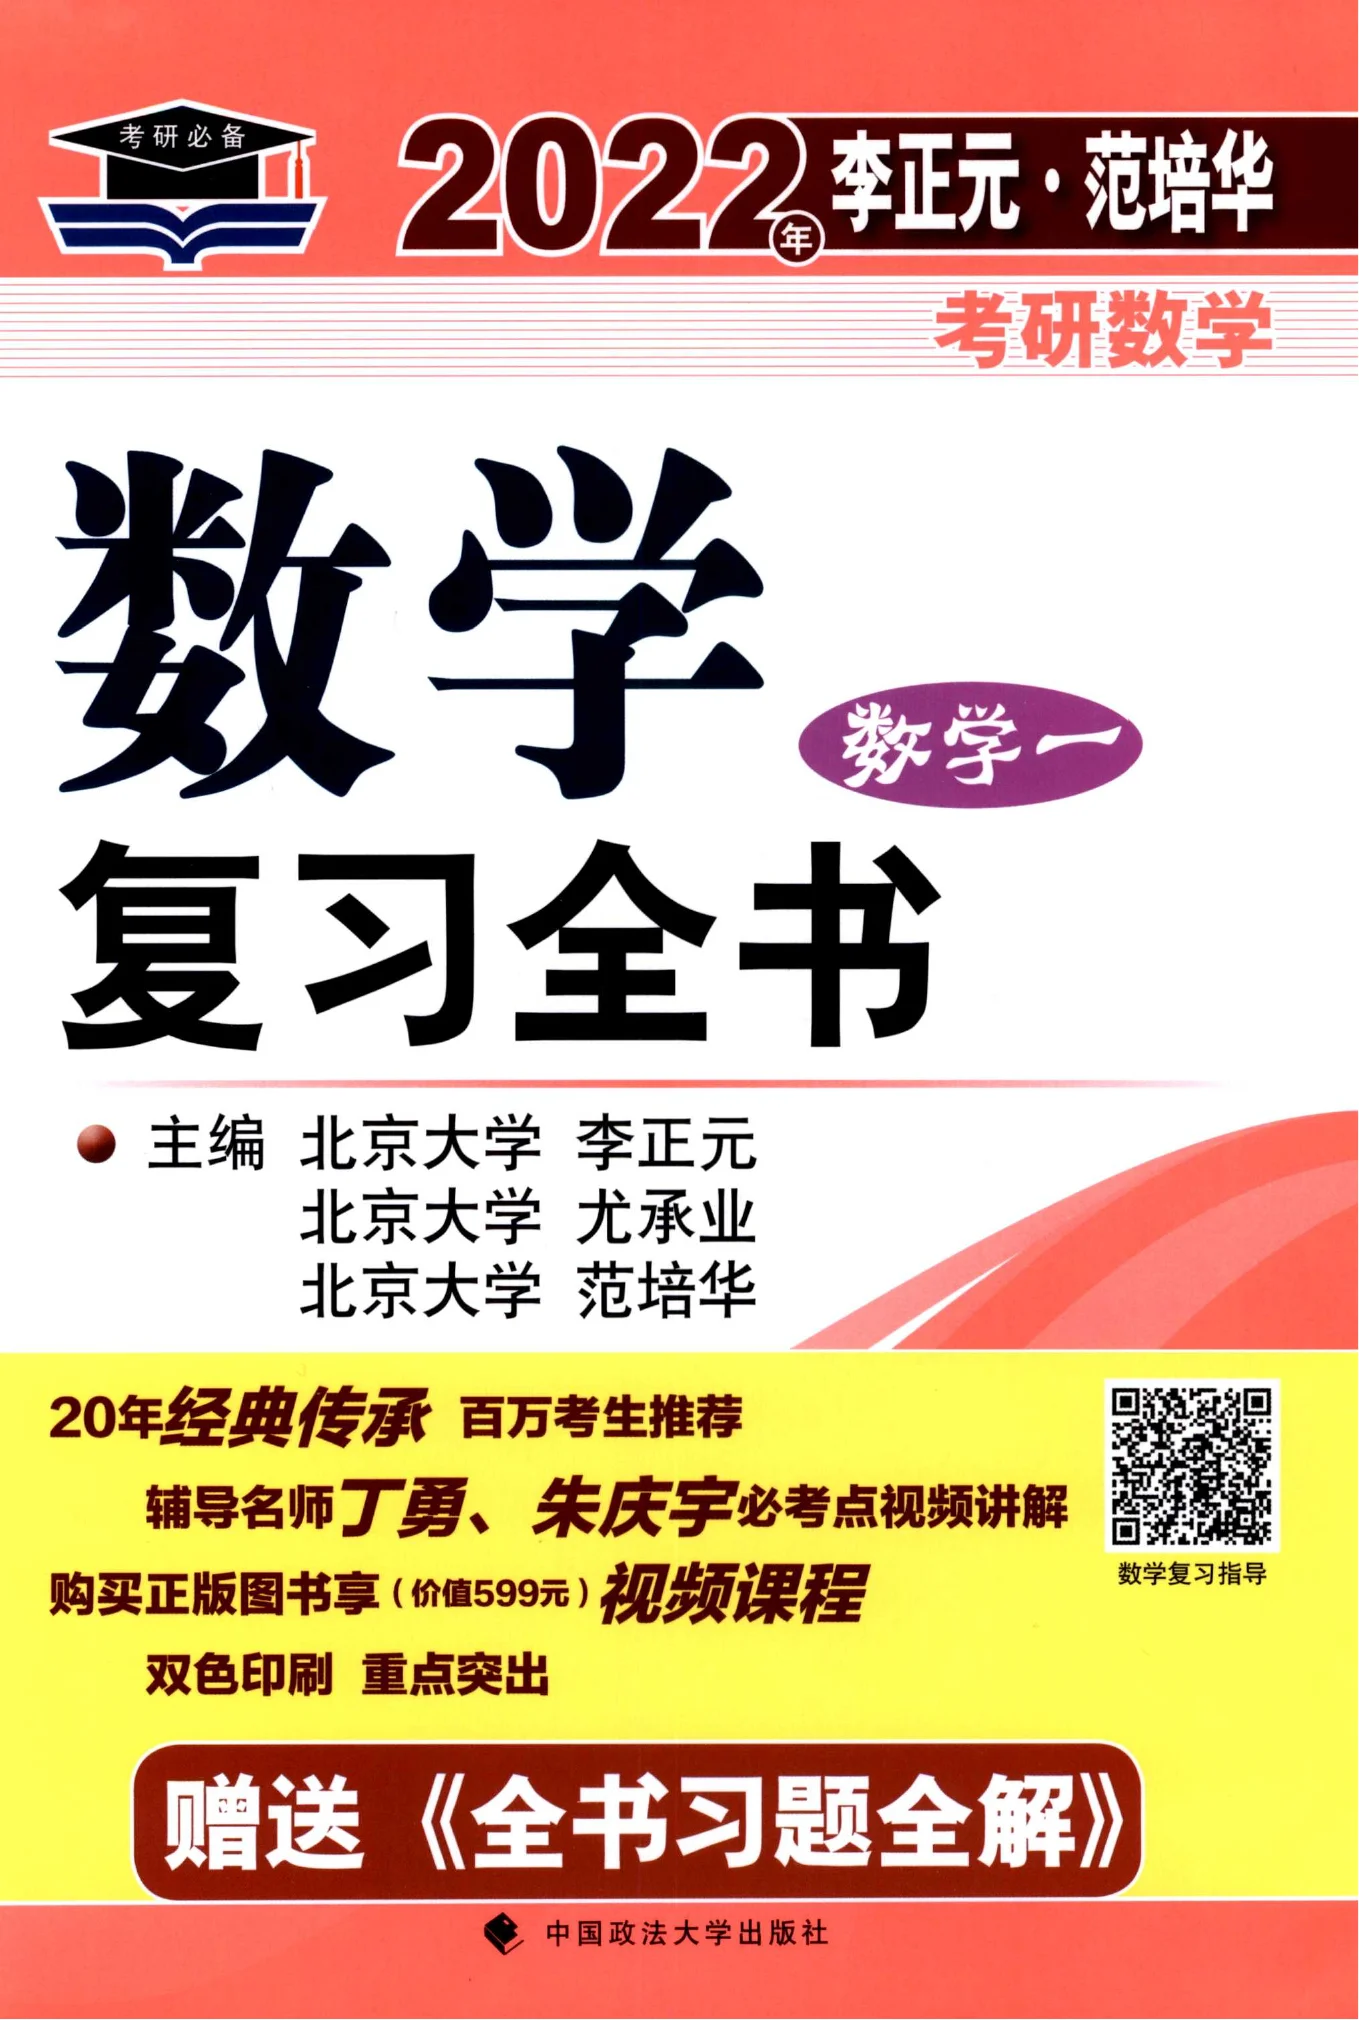 考研必备
2022年 李正元·范培华
考研数学
数学
数学一
复习全书
主编 北京大学 李正元
北京大学 尤承业
北京大学 范培华
20年经典传承 百万考生推荐
辅导名师丁勇、朱庆宇必考点视频讲解
购买正版图书享(价值599元)视频课程
双色印刷 重点突出
数学复习指导
赠送《全书习题全解》
中国政法大学出版社